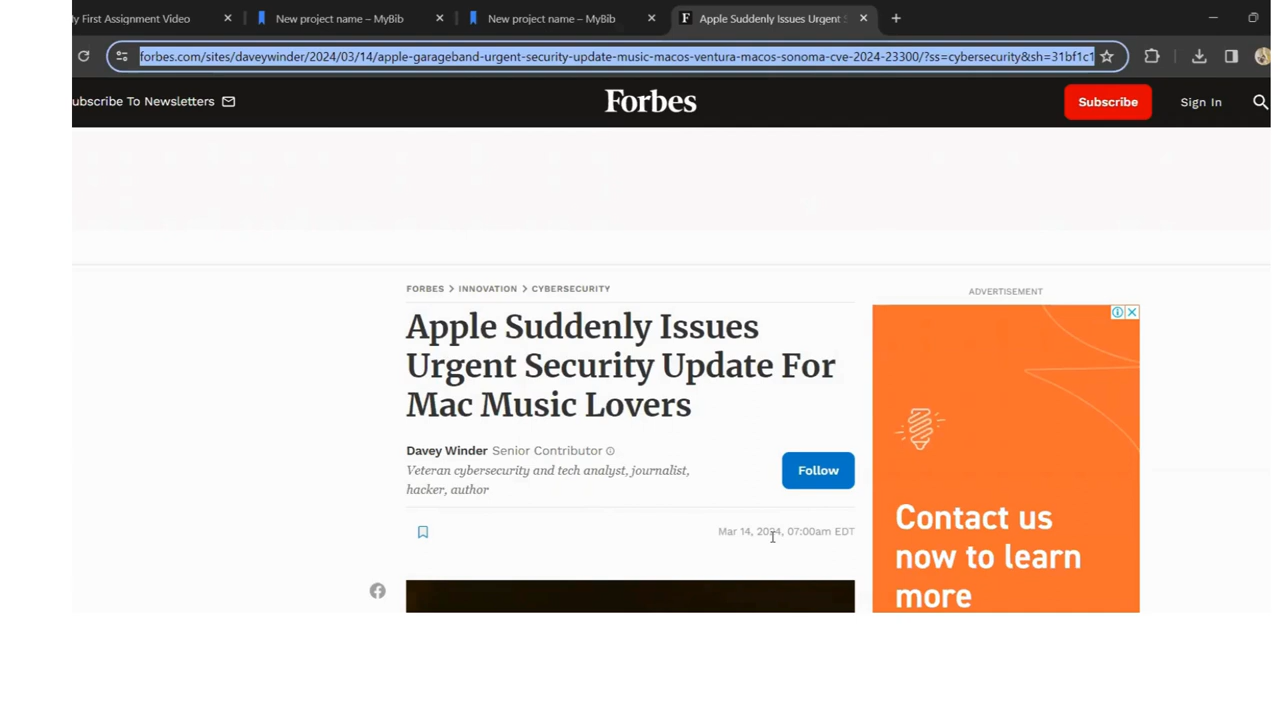 y First Assignment Video
New project name – MyBib
New project name – MyBib
F Apple Suddenly Issues Urgent S
forbes.com/sites/daveywinder/2024/03/14/apple-garageband-urgent-security-update-music-macos-ventura-macos-sonoma-cve-2024-23300/?ss=cybersecurity&sh=31bf1c1
ubscribe To Newsletters
Forbes
Subscribe
Sign In
FORBES > INNOVATION > CYBERSECURITY
Apple Suddenly Issues
Urgent Security Update For
Mac Music Lovers
Davey Winder Senior Contributor
Veteran cybersecurity and tech analyst, journalist,
hacker, author
Follow
Mar 14, 2024, 07:00am EDT
ADVERTISEMENT
Contact us
now to learn
more